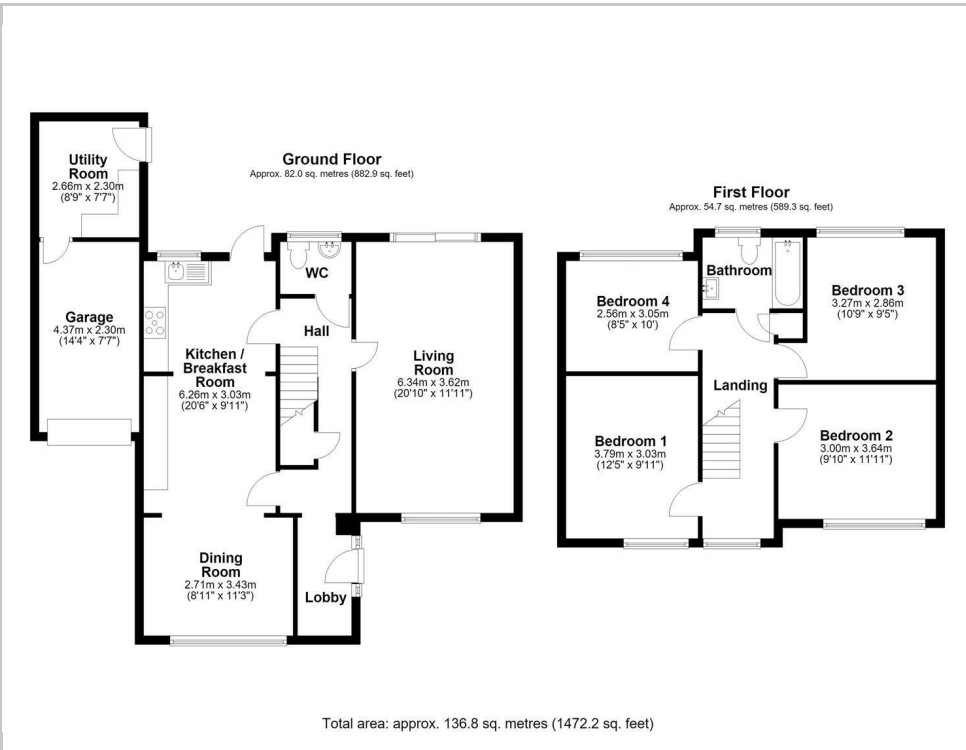 Ground Floor
Approx. 82.0 sq. metres (882.9 sq. feet)
Utility
Room
2.66m x 2.30m
(8'9" x 7'7")
WC
Garage
4.37m x 2.30m
(14'4" x 7'7")
Hall
Kitchen /
Breakfast
Room
6.26m x 3.03m
(20'6" x 9'11")
Living
Room
6.34m x 3.62m
(20'10" x 11'11")
Dining
Room
2.71m x 3.43m
(8'11" x 11'3")
Lobby
First Floor
Approx. 54.7 sq. metres (589.3 sq. feet)
Bathroom
Bedroom 4
2.56m x 3.05m
(8'5" x 10')
Bedroom 3
3.27m x 2.86m
(10'9" x 9'5")
Landing
Bedroom 1
3.79m x 3.03m
(12'5" x 9'11")
Bedroom 2
3.00m x 3.64m
(9'10" x 11'11")
Total area: approx. 136.8 sq. metres (1472.2 sq. feet)